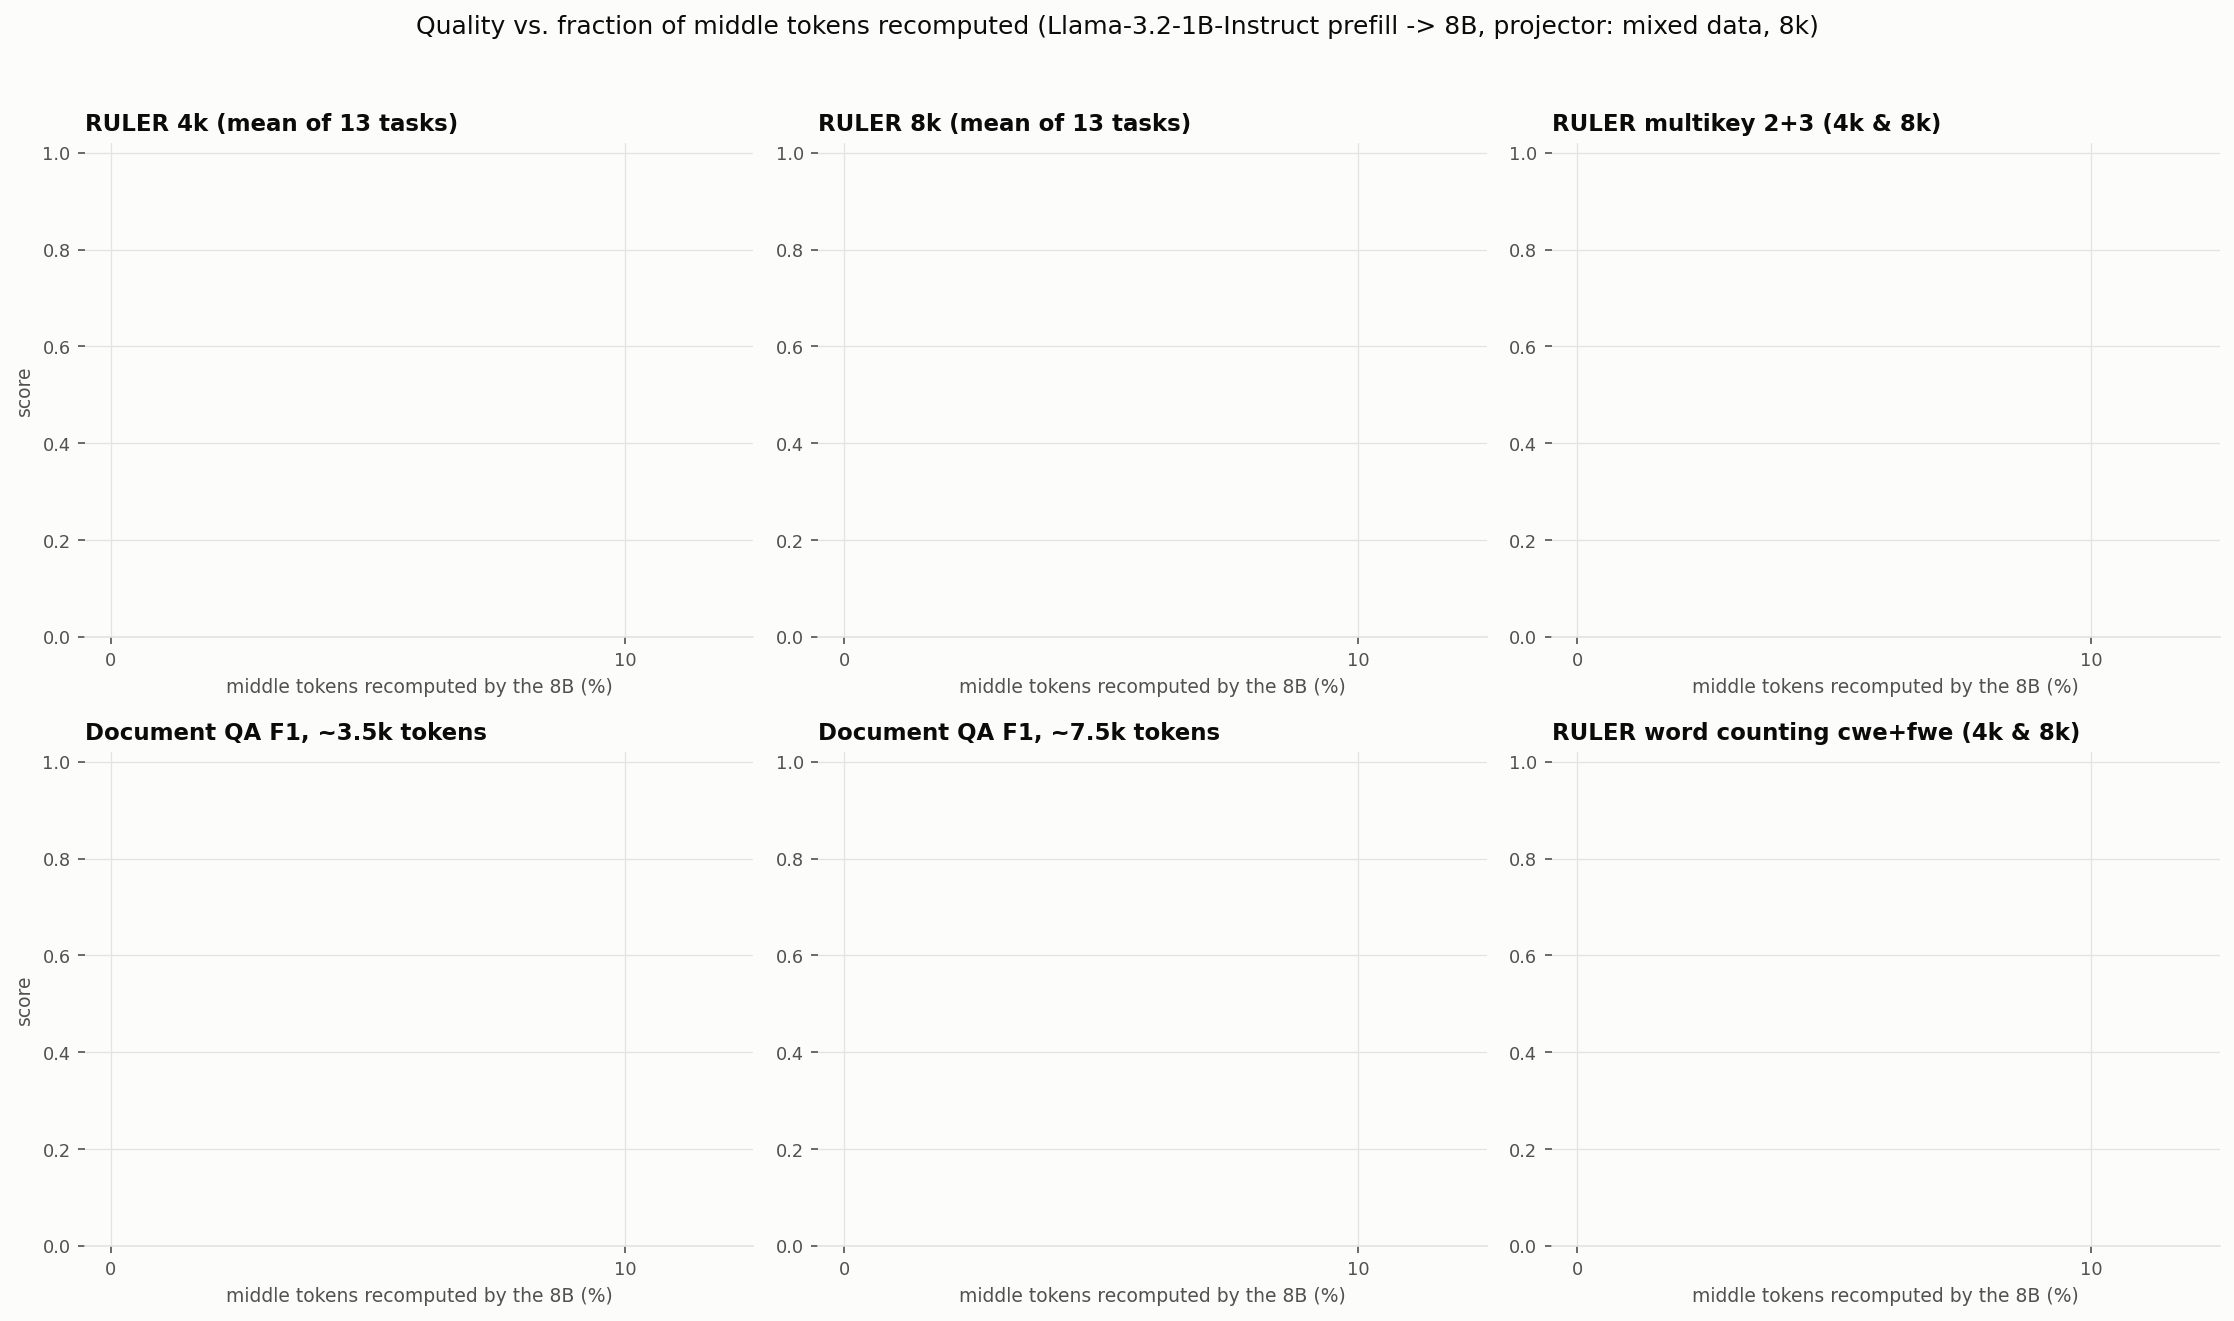 Quality vs. fraction of middle tokens recomputed (Llama-3.2-1B-Instruct prefill -> 8B, projector: mixed data, 8k)
RULER 4k (mean of 13 tasks)
1.0
0.8
0.6
0.4
0.2
0.0
score
0 10
middle tokens recomputed by the 8B (%)
RULER 8k (mean of 13 tasks)
1.0
0.8
0.6
0.4
0.2
0.0
0 10
middle tokens recomputed by the 8B (%)
RULER multikey 2+3 (4k & 8k)
1.0
0.8
0.6
0.4
0.2
0.0
0 10
middle tokens recomputed by the 8B (%)
Document QA F1, ~3.5k tokens
1.0
0.8
0.6
0.4
0.2
0.0
score
0 10
middle tokens recomputed by the 8B (%)
Document QA F1, ~7.5k tokens
1.0
0.8
0.6
0.4
0.2
0.0
0 10
middle tokens recomputed by the 8B (%)
RULER word counting cwe+fwe (4k & 8k)
1.0
0.8
0.6
0.4
0.2
0.0
0 10
middle tokens recomputed by the 8B (%)